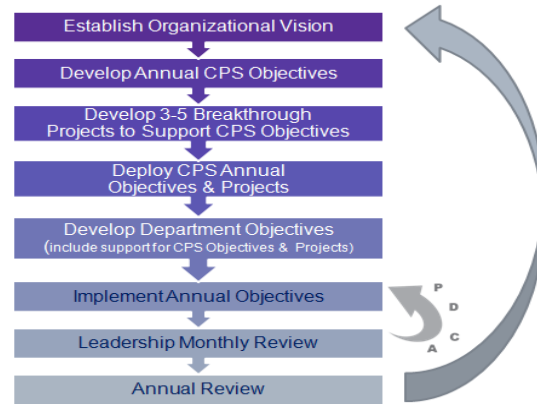 Establish Organizational Vision
Develop Annual CPS Objectives
Develop 3-5 Breakthrough
Projects to Support CPS Objectives
Deploy CPS Annual
Objectives & Projects
Develop Department Objectives
(include support for CPS Objectives & Projects)
Implement Annual Objectives
P
D
C
A
Leadership Monthly Review
Annual Review